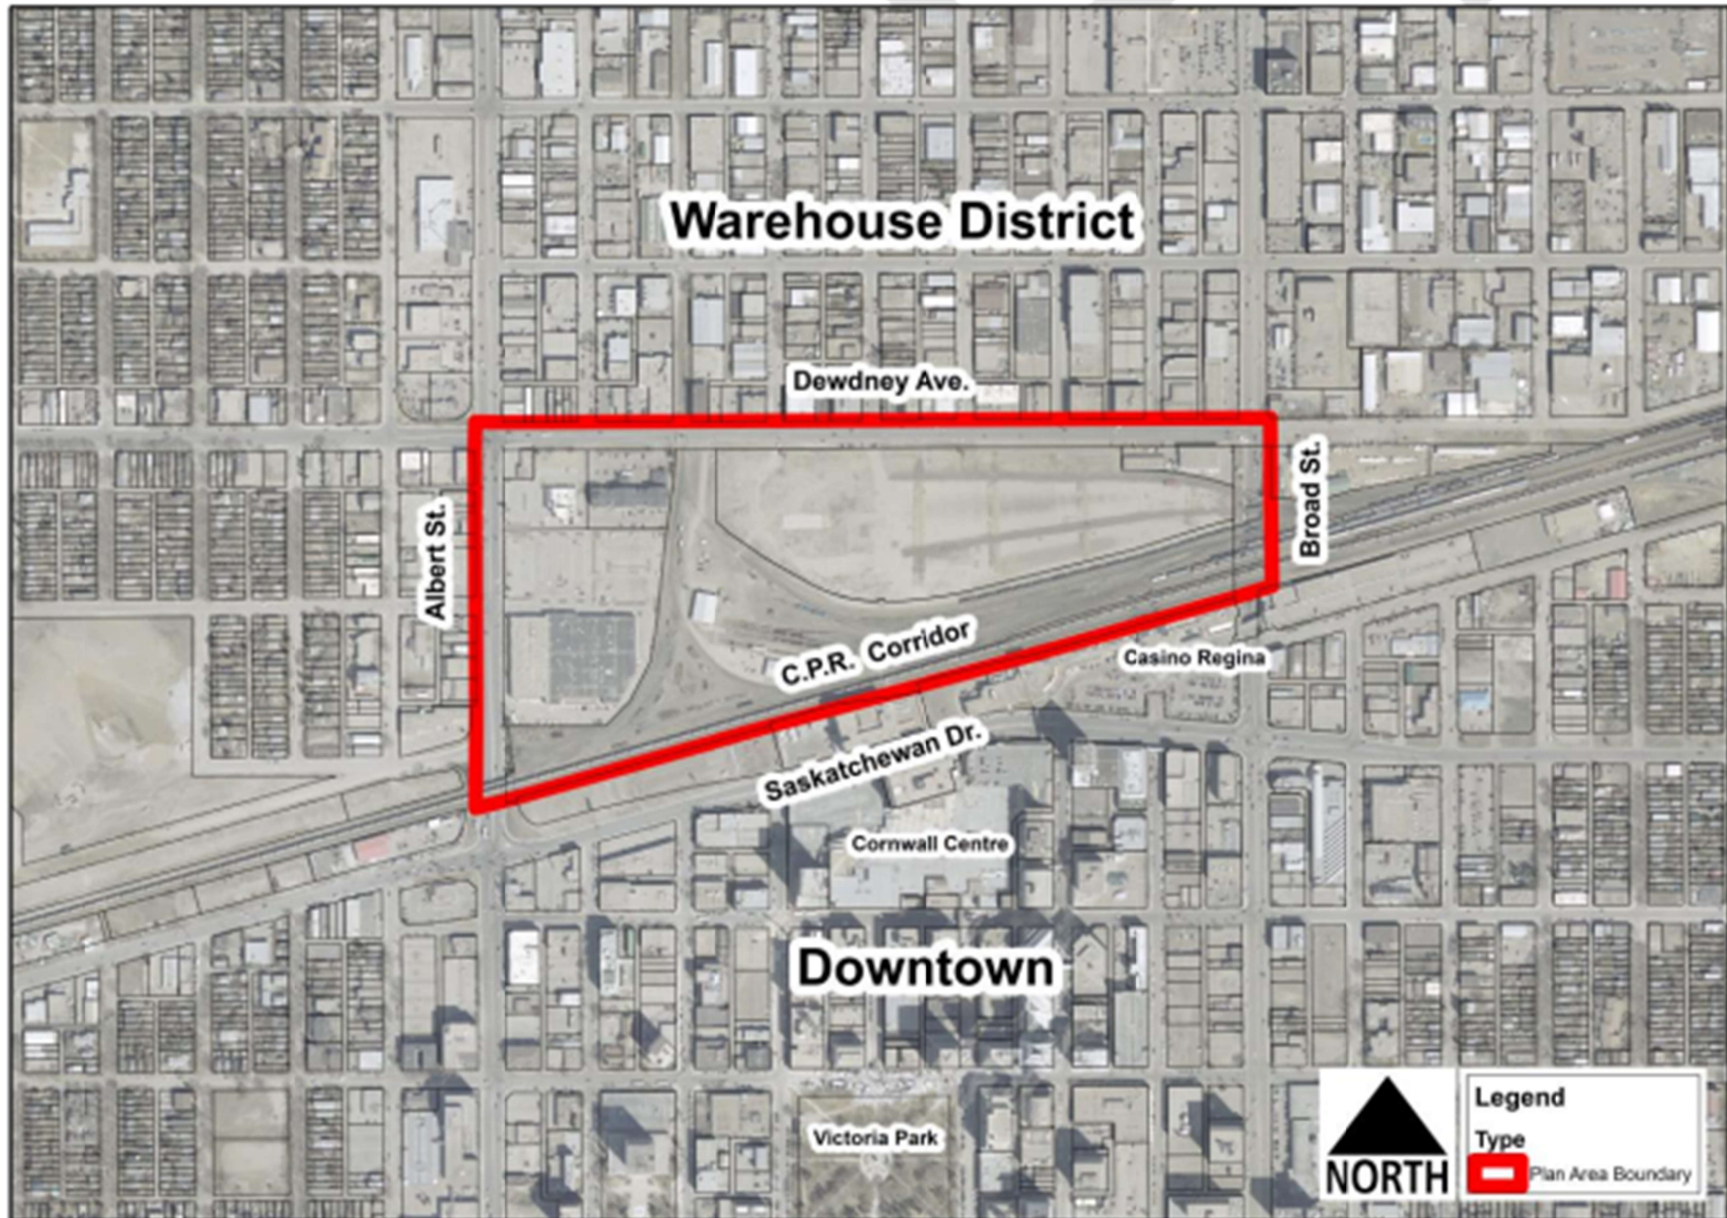 Warehouse District
Dewdney Ave.
Albert St.
Broad St.
C.P.R. Corridor
Casino Regina
Saskatchewan Dr.
Cornwall Centre
Downtown
Victoria Park
NORTH
Legend
Type
Plan Area Boundary